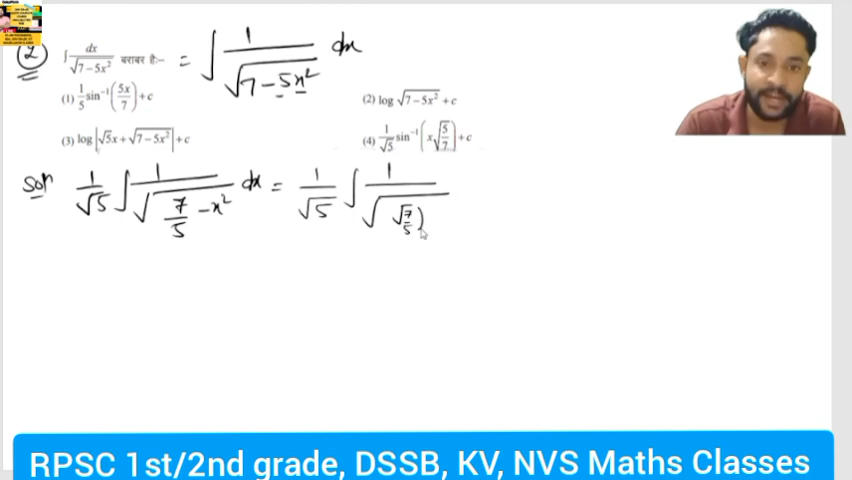 (2) ∫ dx / √(7−5x²) बराबर है:− = ∫ 1 / √(7−5x²) dx
(1) 1/5 sin⁻¹(5x/7)+c (2) log √(7−5x²) +c
(3) log|√5x+√(7−5x²)|+c (4) 1/√5 sin⁻¹(x√(5/7))+c
Sol 1/√5 ∫ 1 / √(7/5 −x²) dx = 1/√5 ∫ 1 / √ √(7/5))
RPSC 1st/2nd grade, DSSB, KV, NVS Maths Classes